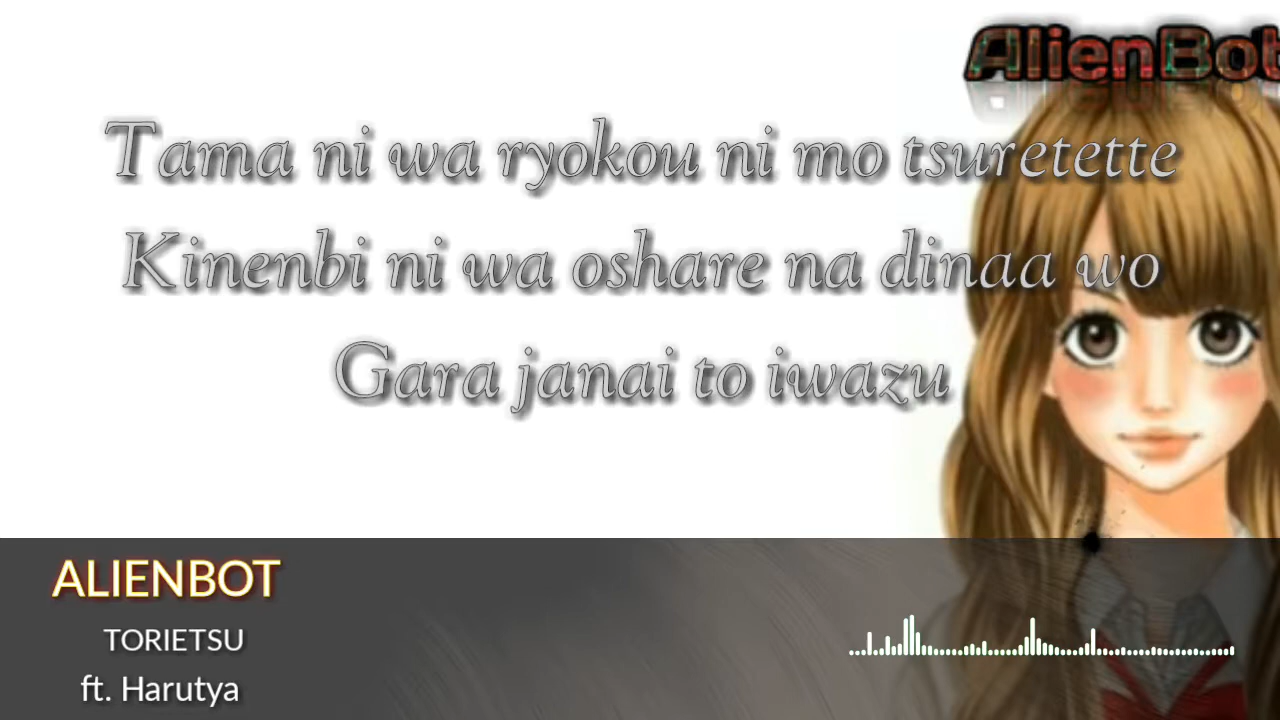 AlienBot
Tama ni wa ryokou ni mo tsuretette
Kinenbi ni wa oshare na dinaa wo
Gara janai to iwazu
ALIENBOT
TORIETSU
ft. Harutya